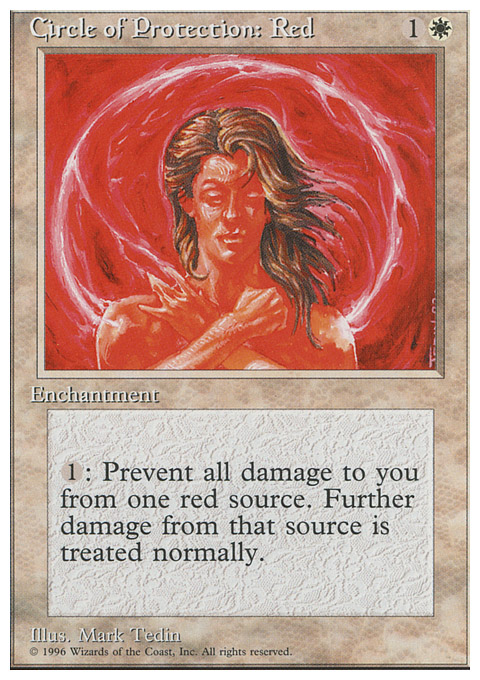 Circle of Protection: Red 1
Enchantment
1: Prevent all damage to you
from one red source. Further
damage from that source is
treated normally.
Illus. Mark Tedin
© 1996 Wizards of the Coast, Inc. All rights reserved.